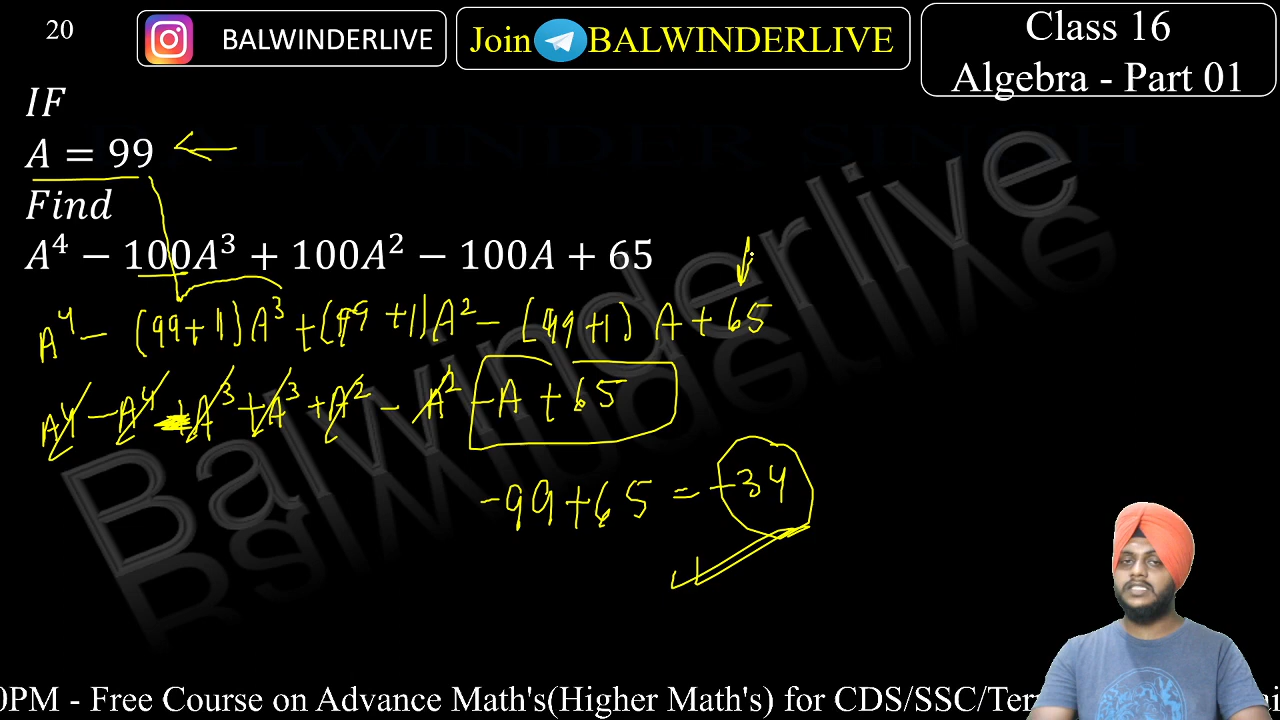 20
BALWINDERLIVE
Join BALWINDERLIVE
Class 16
Algebra - Part 01
IF
A = 99
Find
A⁴ − 100A³ + 100A² − 100A + 65
A⁴ − (99+1)A³ + (99+1)A² − (99+1)A + 65
A⁴ − A⁴ + A³ + A³ + A² − A² − A + 65
−99+65 = −34
Balwinderlive
0PM - Free Course on Advance Math's(Higher Math's) for CDS/SSC/Ter